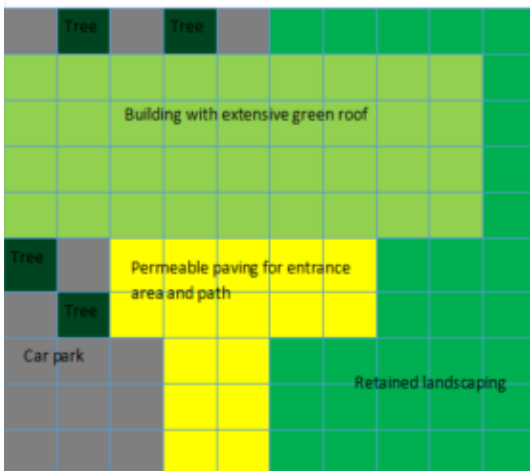 Tree
Tree
Building with extensive green roof
Tree
Permeable paving for entrance
area and path
Tree
Car park
Retained landscaping